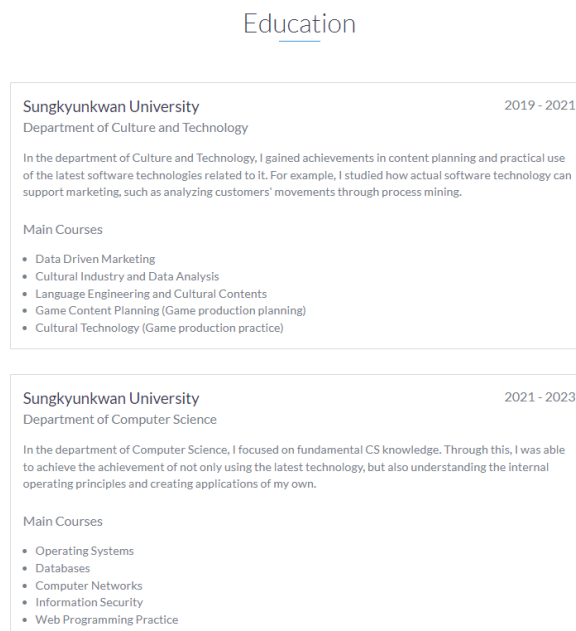 Education
Sungkyunkwan University
2019 - 2021
Department of Culture and Technology
In the department of Culture and Technology, I gained achievements in content planning and practical use
of the latest software technologies related to it. For example, I studied how actual software technology can
support marketing, such as analyzing customers' movements through process mining.
Main Courses
• Data Driven Marketing
• Cultural Industry and Data Analysis
• Language Engineering and Cultural Contents
• Game Content Planning (Game production planning)
• Cultural Technology (Game production practice)
Sungkyunkwan University
2021 - 2023
Department of Computer Science
In the department of Computer Science, I focused on fundamental CS knowledge. Through this, I was able
to achieve the achievement of not only using the latest technology, but also understanding the internal
operating principles and creating applications of my own.
Main Courses
• Operating Systems
• Databases
• Computer Networks
• Information Security
• Web Programming Practice